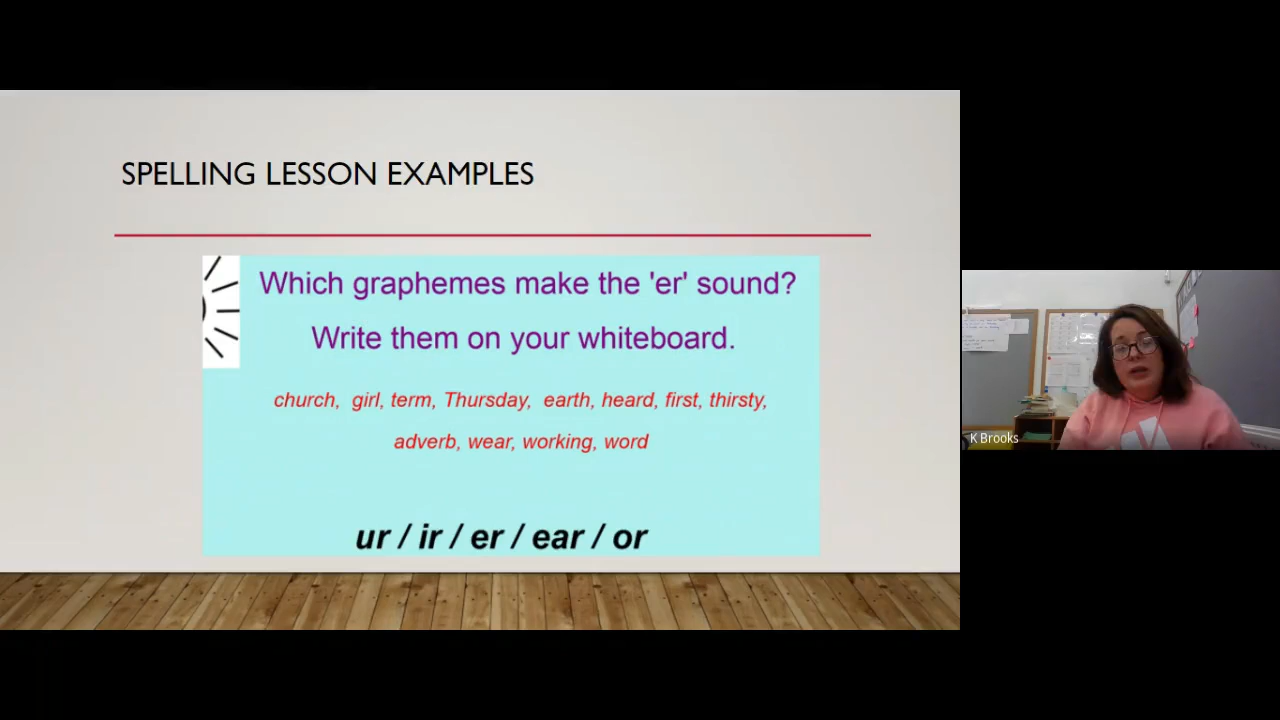 SPELLING LESSON EXAMPLES
Which graphemes make the 'er' sound?
Write them on your whiteboard.
church, girl, term, Thursday, earth, heard, first, thirsty,
adverb, wear, working, word
ur / ir / er / ear / or
K Brooks